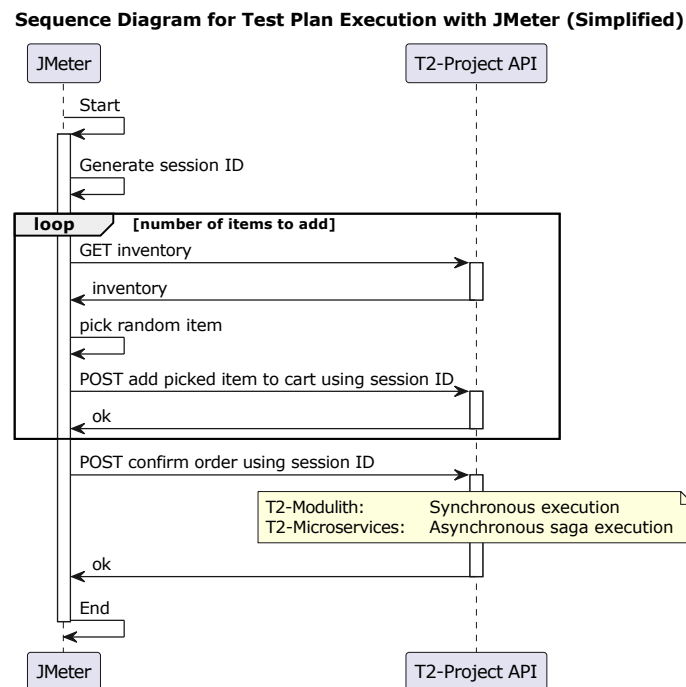 Sequence Diagram for Test Plan Execution with JMeter (Simplified)
JMeter T2-Project API
Start
Generate session ID
loop [number of items to add]
GET inventory
inventory
pick random item
POST add picked item to cart using session ID
ok
POST confirm order using session ID
T2-Modulith: Synchronous execution
T2-Microservices: Asynchronous saga execution
ok
End
JMeter T2-Project API